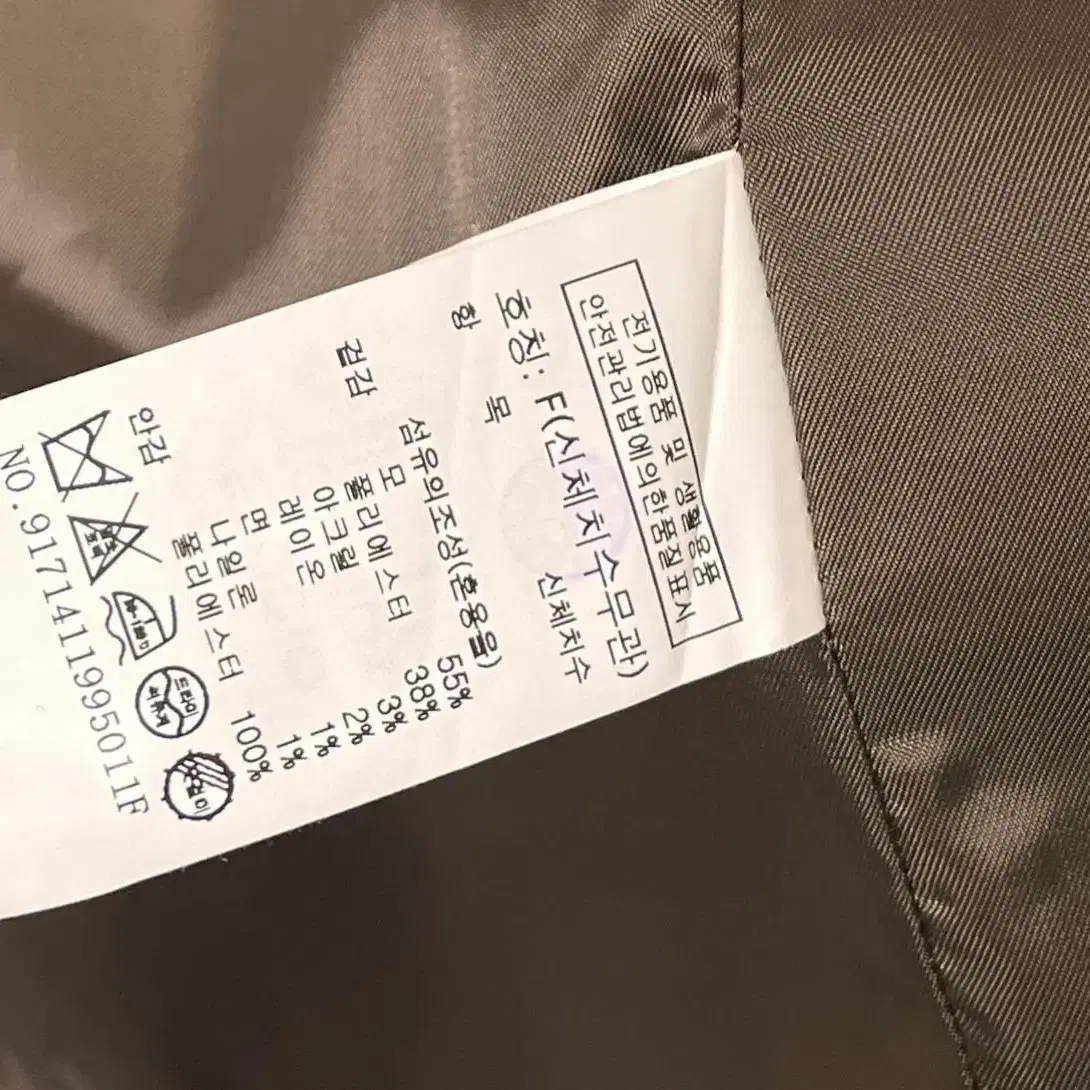 전기용품 및 생활용품
안전관리법에의한품질표시
호칭: F(신체치수무관)
신체치수
항 목
섬유의조성(혼용율)
겉감 모 55%
폴리에스터 38%
아크릴 3%
레이온 2%
면 1%
나일론 1%
안감 폴리에스터 100%
드라이
NO.9171411995011F